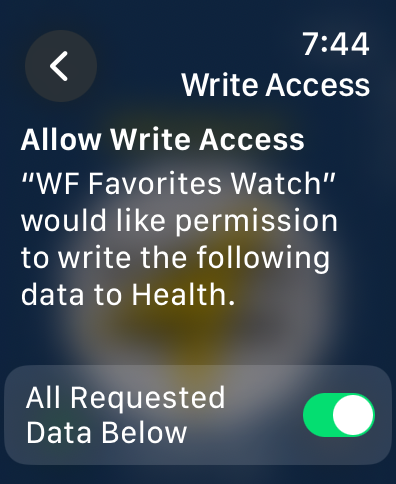 7:44
Write Access
Allow Write Access
“WF Favorites Watch”
would like permission
to write the following
data to Health.
All Requested
Data Below